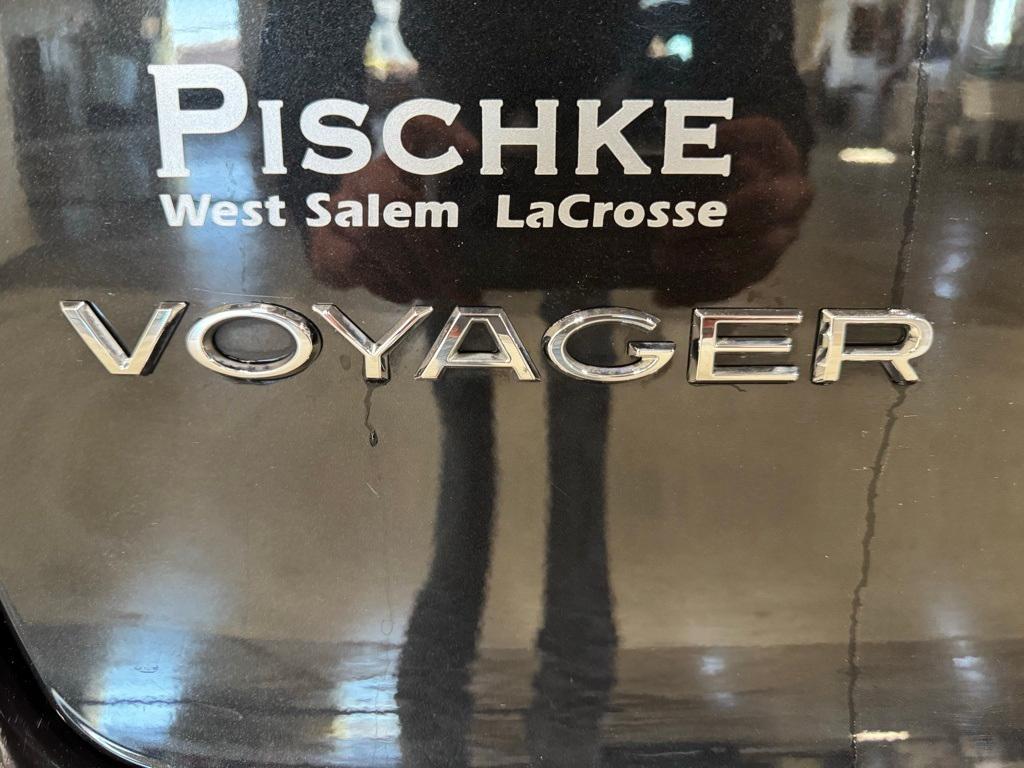 PISCHKE
West Salem LaCrosse
VOYAGER